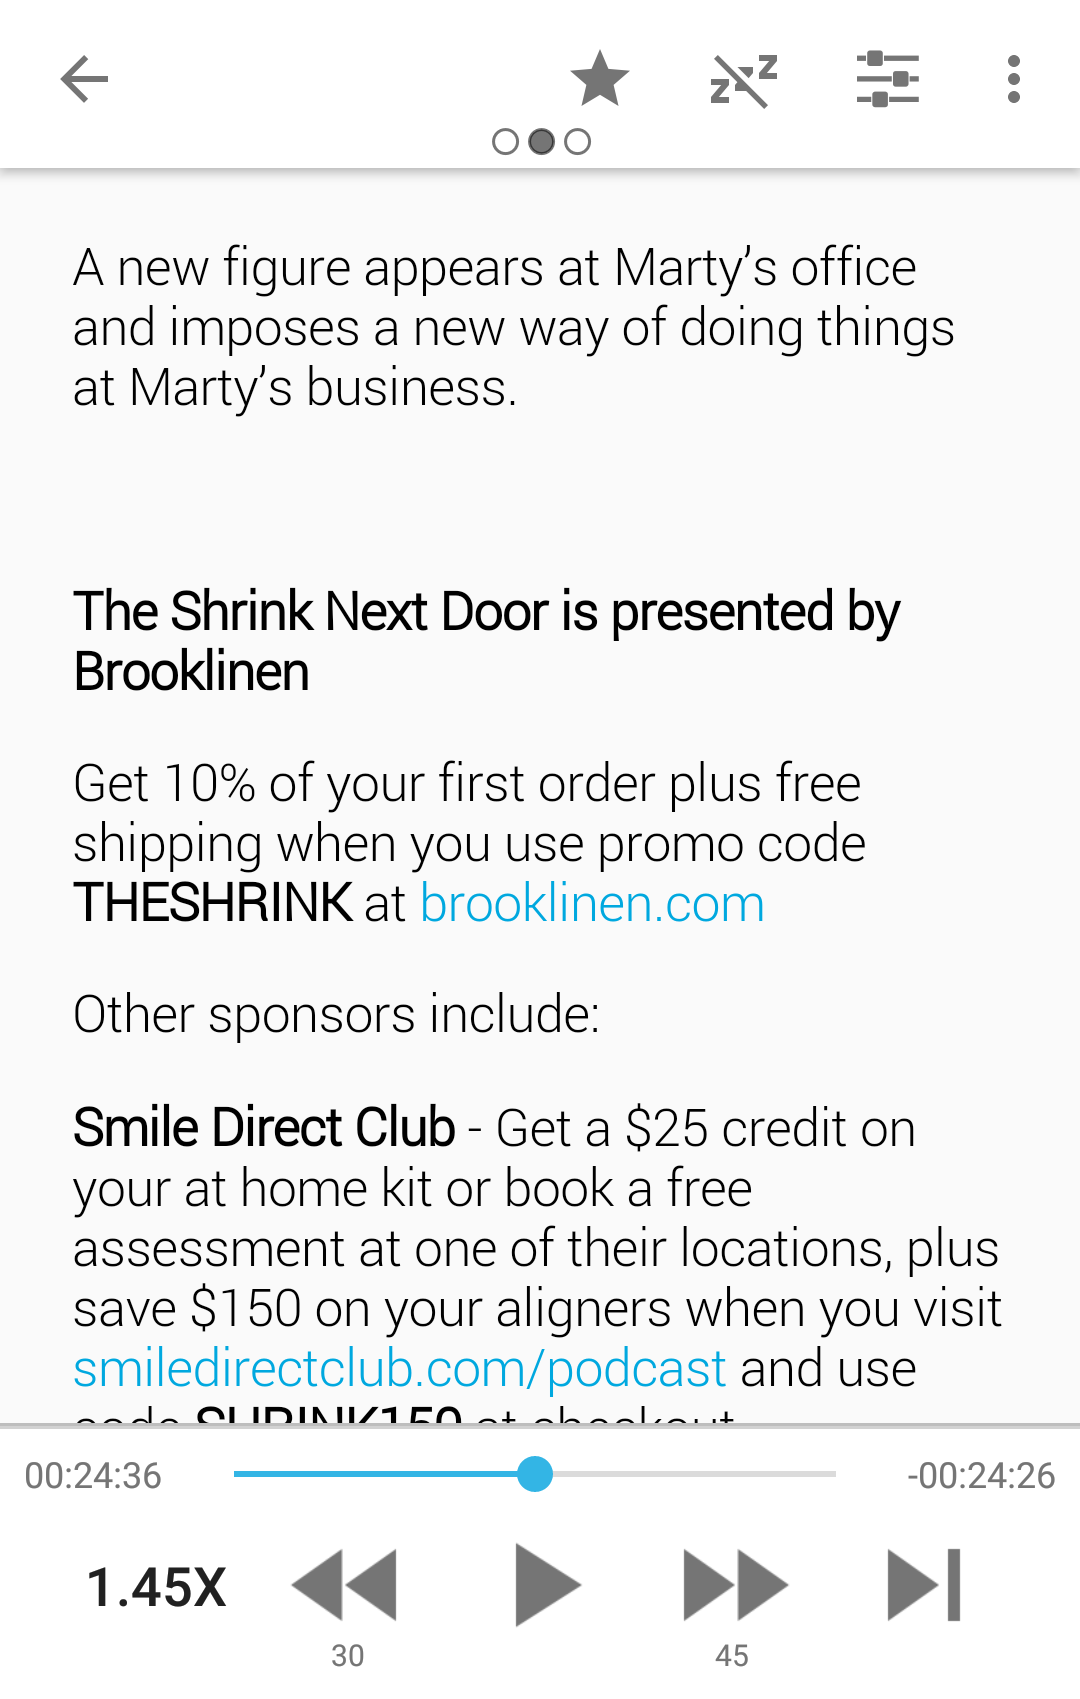 A new figure appears at Marty’s office
and imposes a new way of doing things
at Marty’s business.
The Shrink Next Door is presented by
Brooklinen
Get 10% of your first order plus free
shipping when you use promo code
THESHRINK at brooklinen.com
Other sponsors include:
Smile Direct Club - Get a $25 credit on
your at home kit or book a free
assessment at one of their locations, plus
save $150 on your aligners when you visit
smiledirectclub.com/podcast and use
code SHRINK150 at checkout
00:24:36
-00:24:26
1.45X
30
45